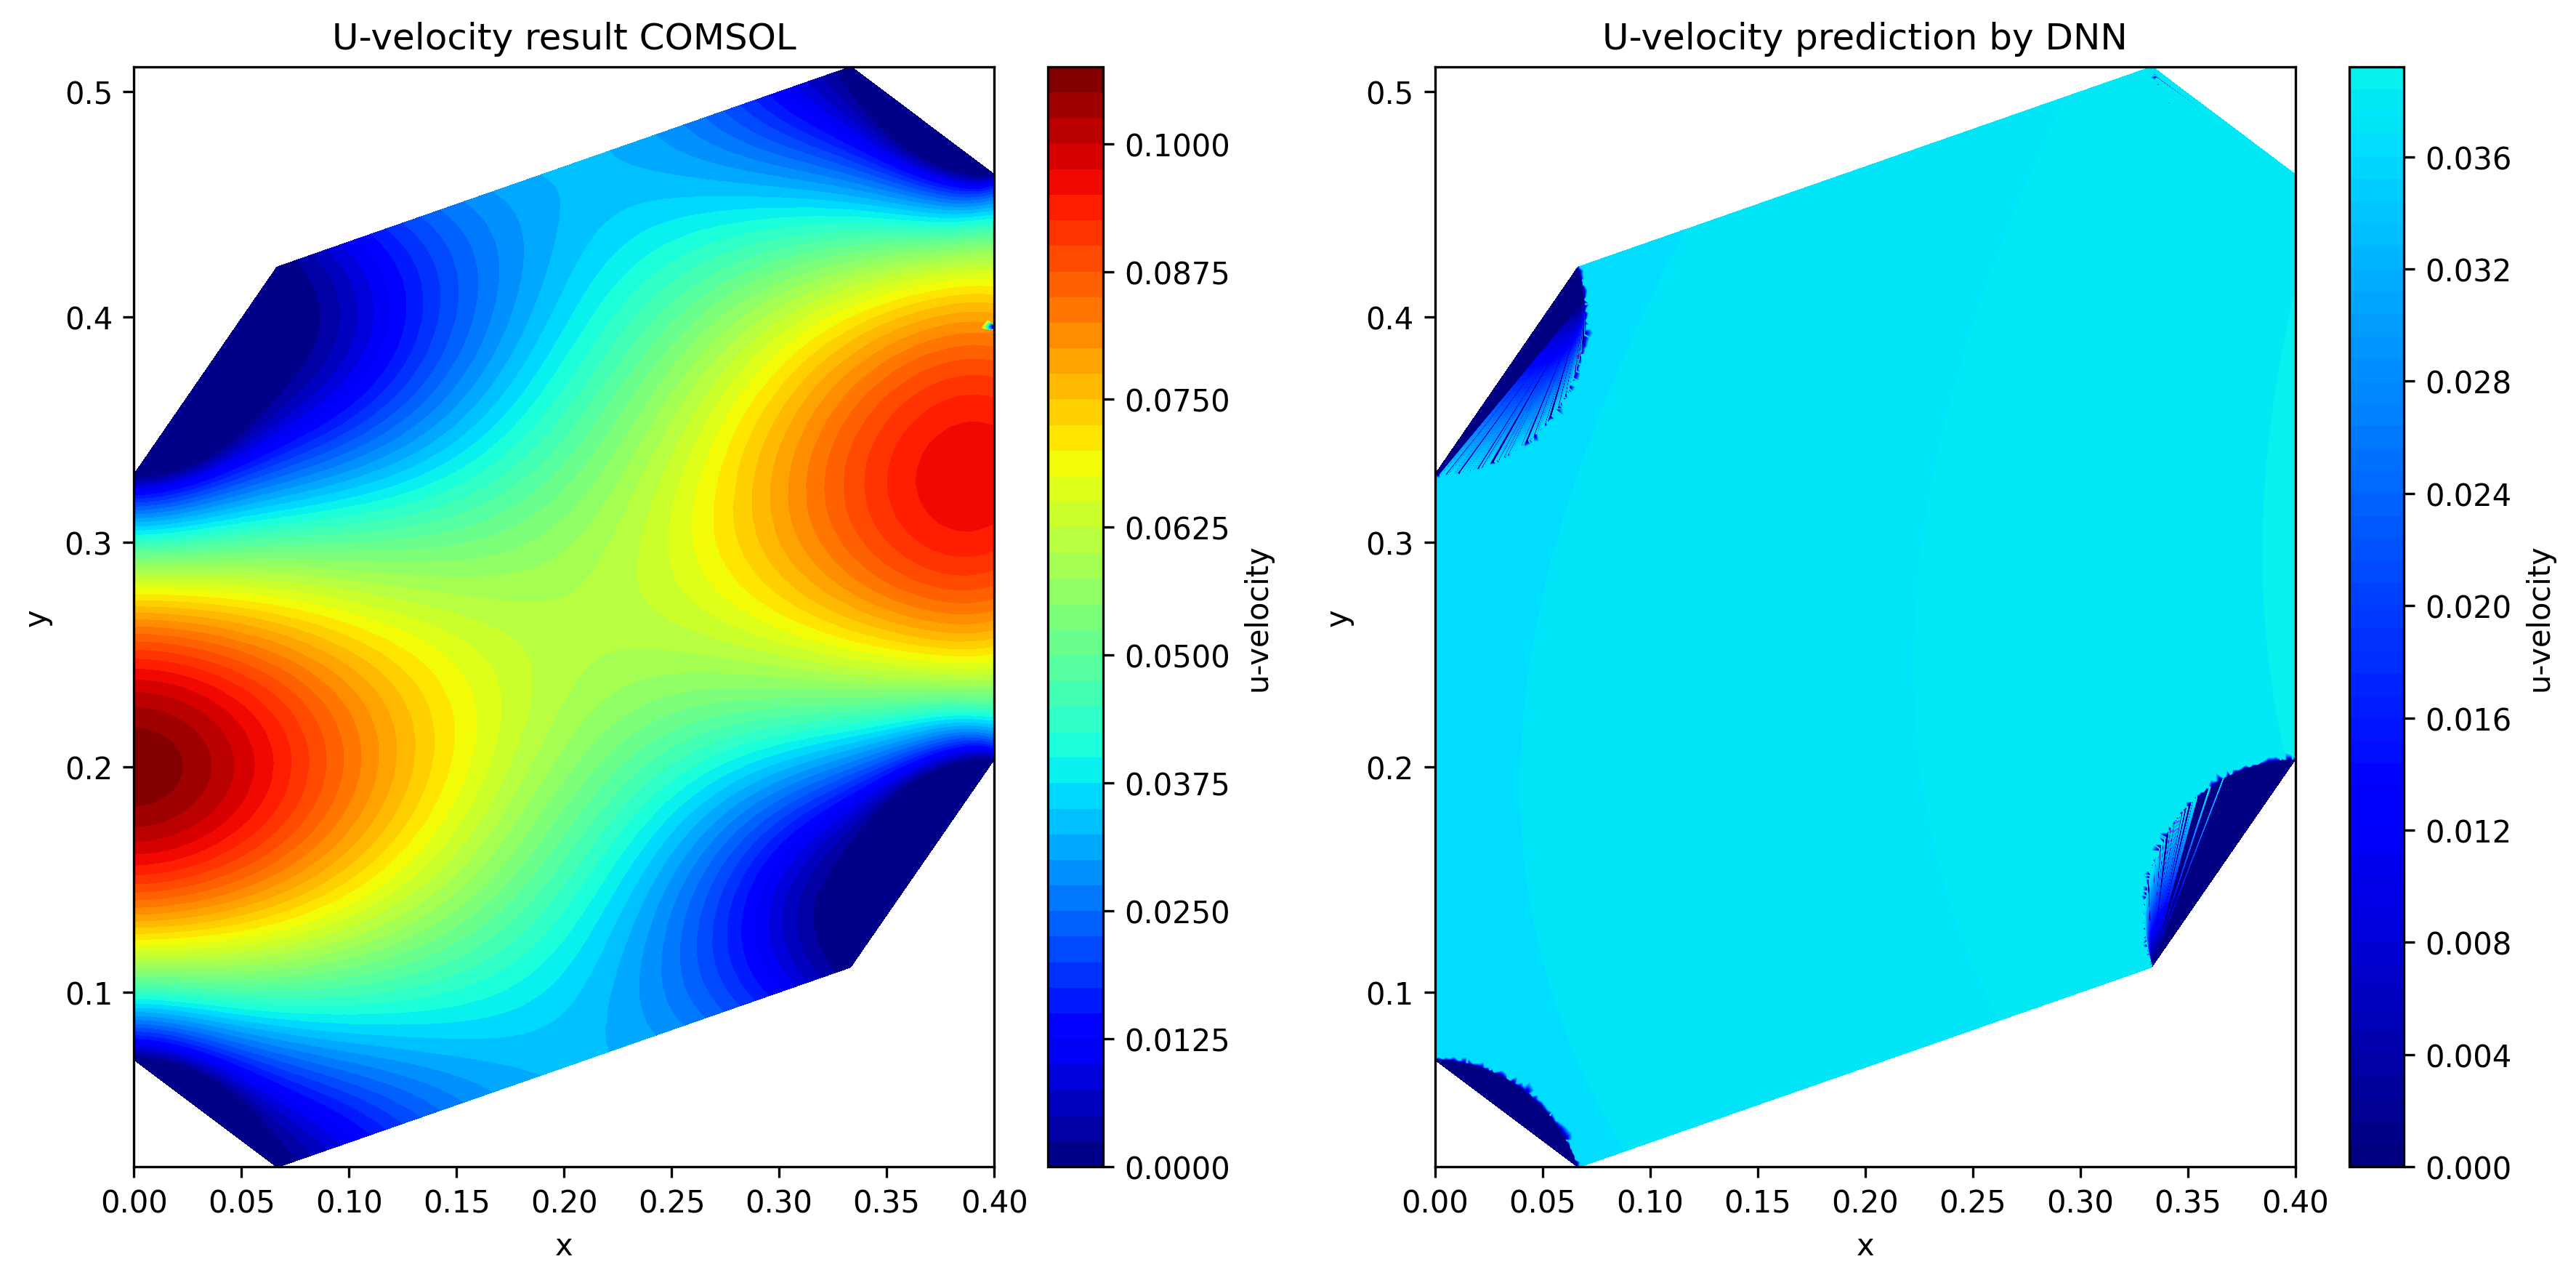 U-velocity result COMSOL
0.5
0.4
0.3
0.2
0.1
y
0.00 0.05 0.10 0.15 0.20 0.25 0.30 0.35 0.40
x
0.1000
0.0875
0.0750
0.0625
0.0500
0.0375
0.0250
0.0125
0.0000
u-velocity
U-velocity prediction by DNN
0.5
0.4
0.3
0.2
0.1
y
0.00 0.05 0.10 0.15 0.20 0.25 0.30 0.35 0.40
x
0.036
0.032
0.028
0.024
0.020
0.016
0.012
0.008
0.004
0.000
u-velocity